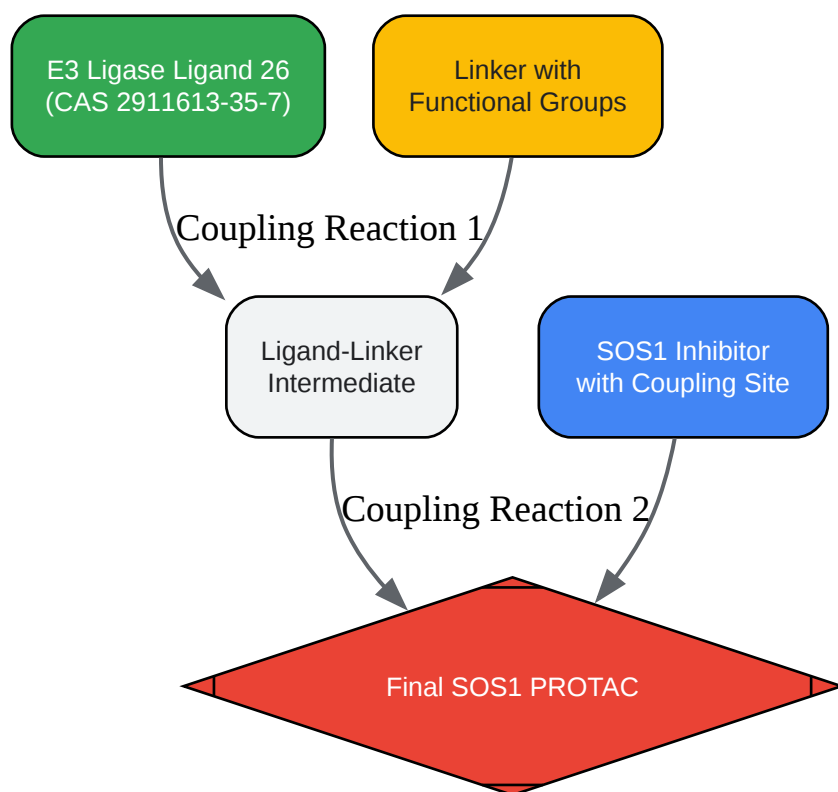 E3 Ligase Ligand 26
(CAS 2911613-35-7)
Linker with
Functional Groups
Coupling Reaction 1
Ligand-Linker
Intermediate
SOS1 Inhibitor
with Coupling Site
Coupling Reaction 2
Final SOS1 PROTAC